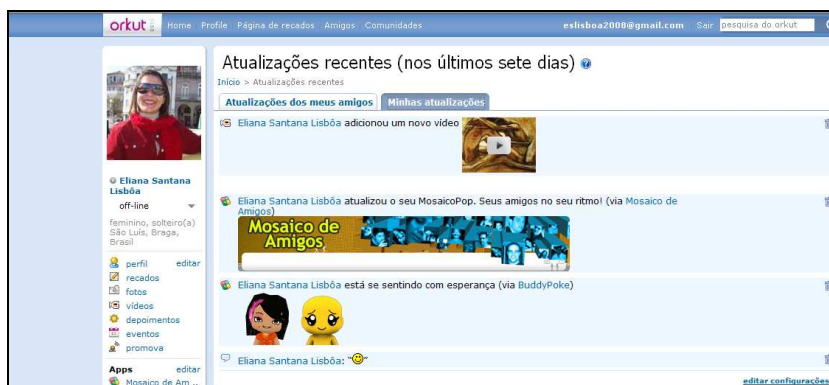 orkut Home Profile Página de recados Amigos Comunidades eslisboa2008@gmail.com Sair pesquisa do orkut
Atualizações recentes (nos últimos sete dias)
Início > Atualizações recentes
Atualizações dos meus amigos Minhas atualizações
Eliana Santana Lisbôa adicionou um novo vídeo
Eliana Santana Lisbôa
off-line
feminino, solteiro(a)
São Luís, Braga,
Brasil
perfil editar
recados
fotos
vídeos
depoimentos
eventos
promova
Apps editar
Mosaico de Am ..
Eliana Santana Lisbôa atualizou o seu MosaicoPop. Seus amigos no seu ritmo! (via Mosaico de
Amigos)
Mosaico de
Amigos
Eliana Santana Lisbôa está se sentindo com esperança (via BuddyPoke)
Eliana Santana Lisbôa: "😊"
editar configurações